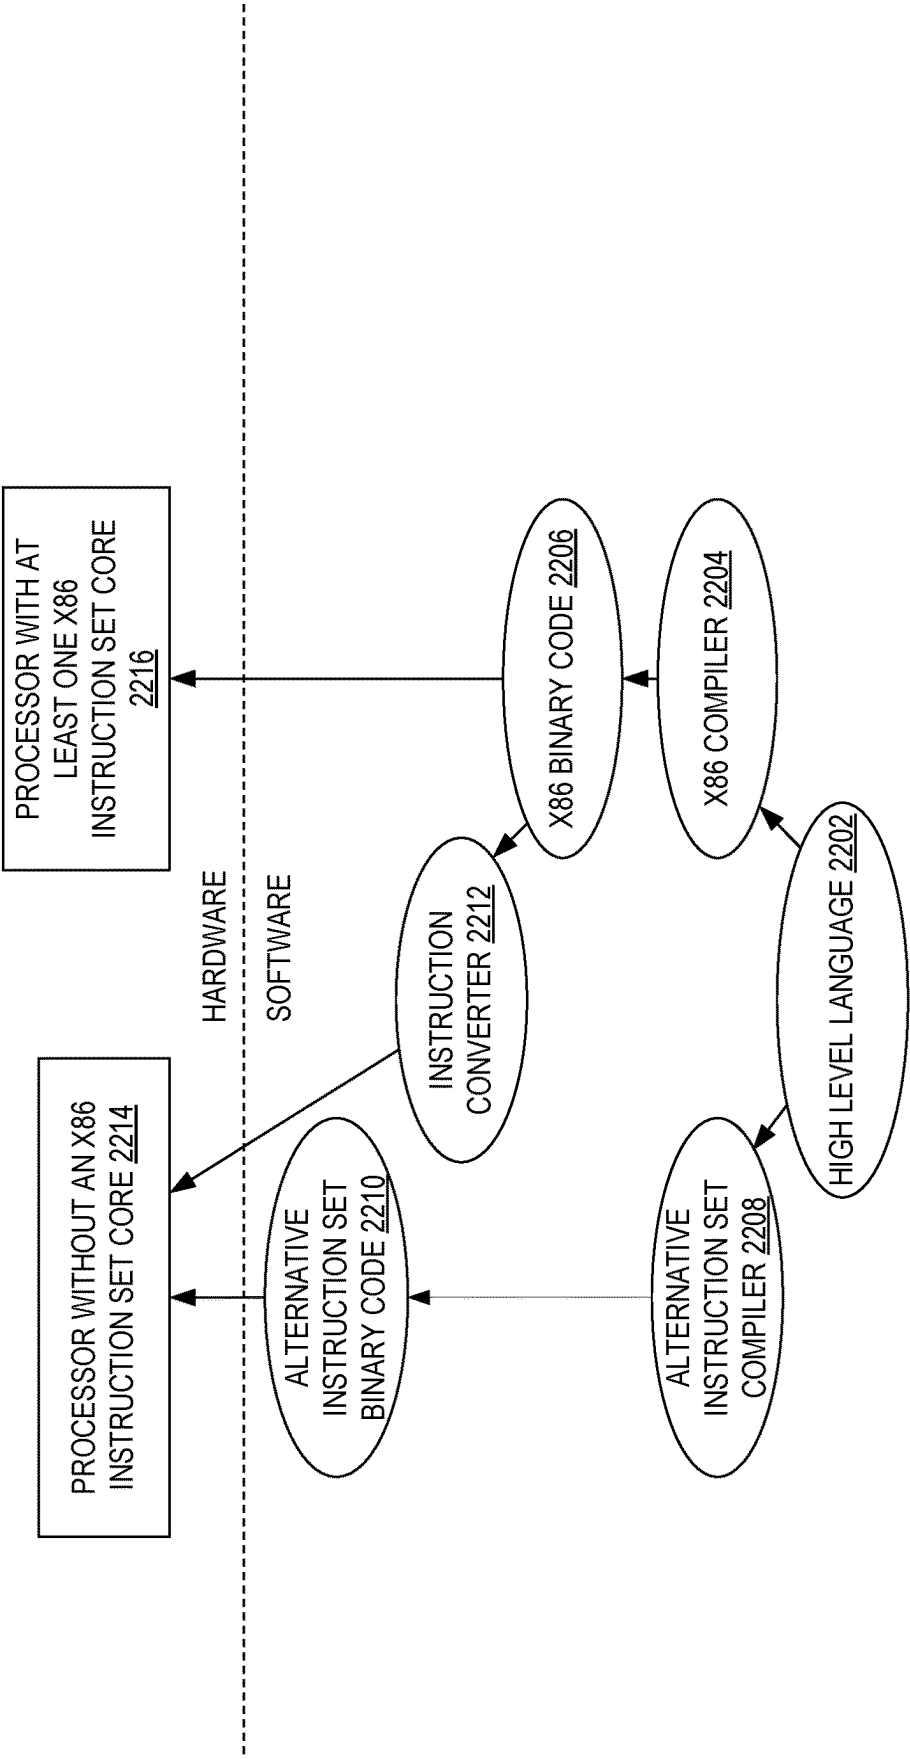 PROCESSOR WITHOUT AN X86
INSTRUCTION SET CORE 2214
PROCESSOR WITH AT
LEAST ONE X86
INSTRUCTION SET CORE
2216
HARDWARE
SOFTWARE
ALTERNATIVE
INSTRUCTION SET
BINARY CODE 2210
INSTRUCTION
CONVERTER 2212
X86 BINARY CODE 2206
ALTERNATIVE
INSTRUCTION SET
COMPILER 2208
X86 COMPILER 2204
HIGH LEVEL LANGUAGE 2202